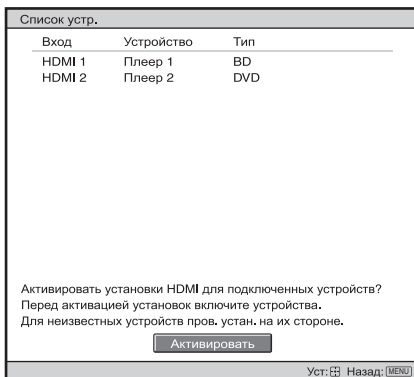 Список устр.
Вход Устройство Тип
HDMI 1 Плеер 1 BD
HDMI 2 Плеер 2 DVD
Активировать установки HDMI для подключенных устройств?
Перед активацией установок включите устройства.
Для неизвестных устройств пров. устан. на их стороне.
Активировать
Уст: Назад: MENU